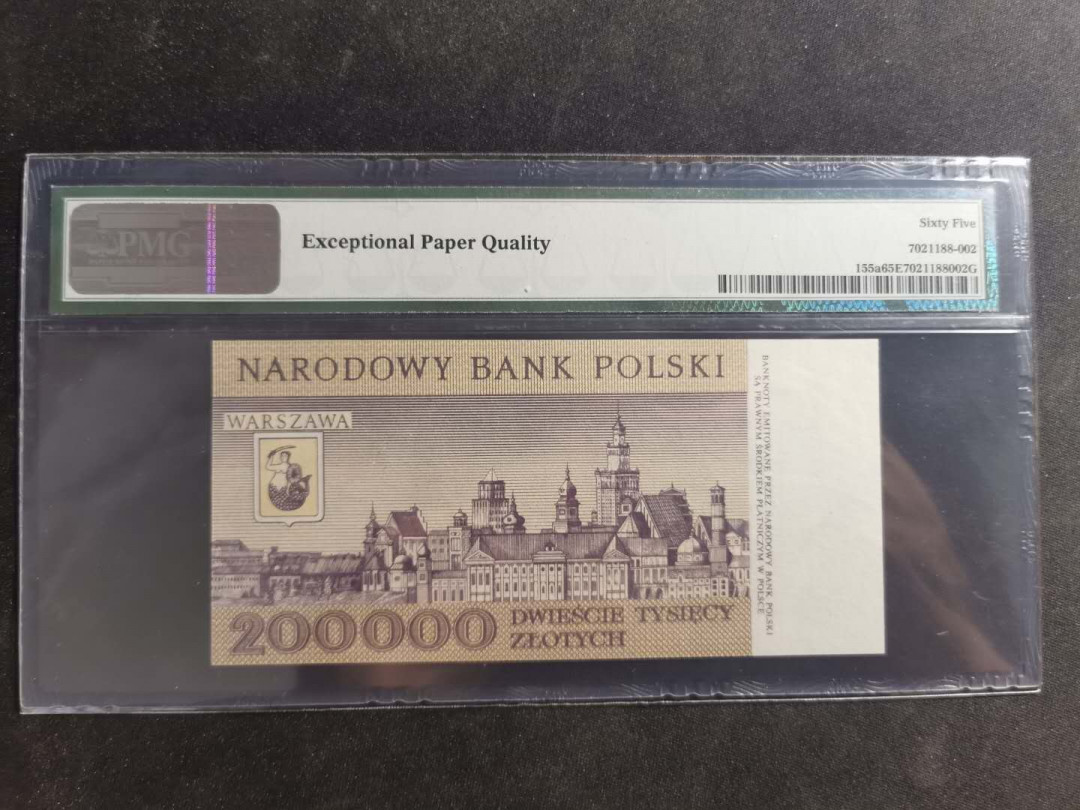 PMG
Exceptional Paper Quality
Sixty Five
7021188-002
155a65E7021188002G
NARODOWY BANK POLSKI
WARSZAWA
200000
DWIEŚCIE TYSIĘCY
ZŁOTYCH
BANKNOTY EMITOWANE PRZEZ NARODOWY BANK POLSKI
SĄ PRAWNYM ŚRODKIEM PŁATNICZYM W POLSCE